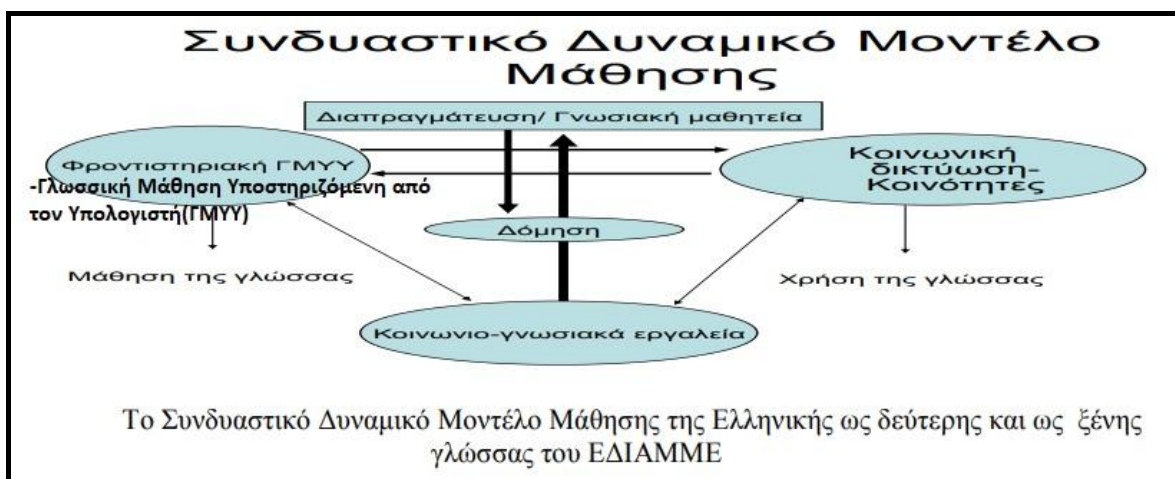 Συνδυαστικό Δυναμικό Μοντέλο
Μάθησης
Διαπραγμάτευση/ Γνωσιακή μαθητεία
Φροντιστηριακή ΓΜΥΥ
-Γλωσσική Μάθηση Υποστηριζόμενη από
τον Υπολογιστή(ΓΜΥΥ)
Κοινωνική
δικτύωση-
Κοινότητες
Δόμηση
Μάθηση της γλώσσας
Χρήση της γλώσσας
Κοινωνιο-γνωσιακά εργαλεία
Το Συνδυαστικό Δυναμικό Μοντέλο Μάθησης της Ελληνικής ως δεύτερης και ως ξένης
γλώσσας του ΕΔΙΑΜΜΕ